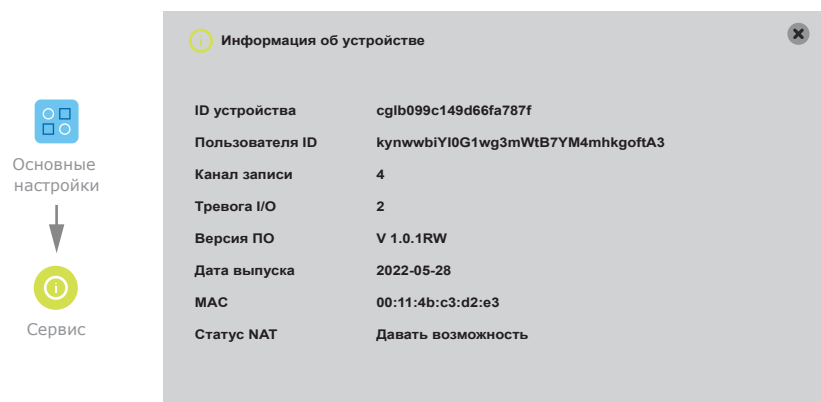 Информация об устройстве
Основные
настройки
Сервис
ID устройства cglb099c149d66fa787f
Пользователя ID kynwwbiYI0G1wg3mWtB7YM4mhkgoftA3
Канал записи 4
Тревога I/O 2
Версия ПО V 1.0.1RW
Дата выпуска 2022-05-28
MAC 00:11:4b:c3:d2:e3
Статус NAT Давать возможность